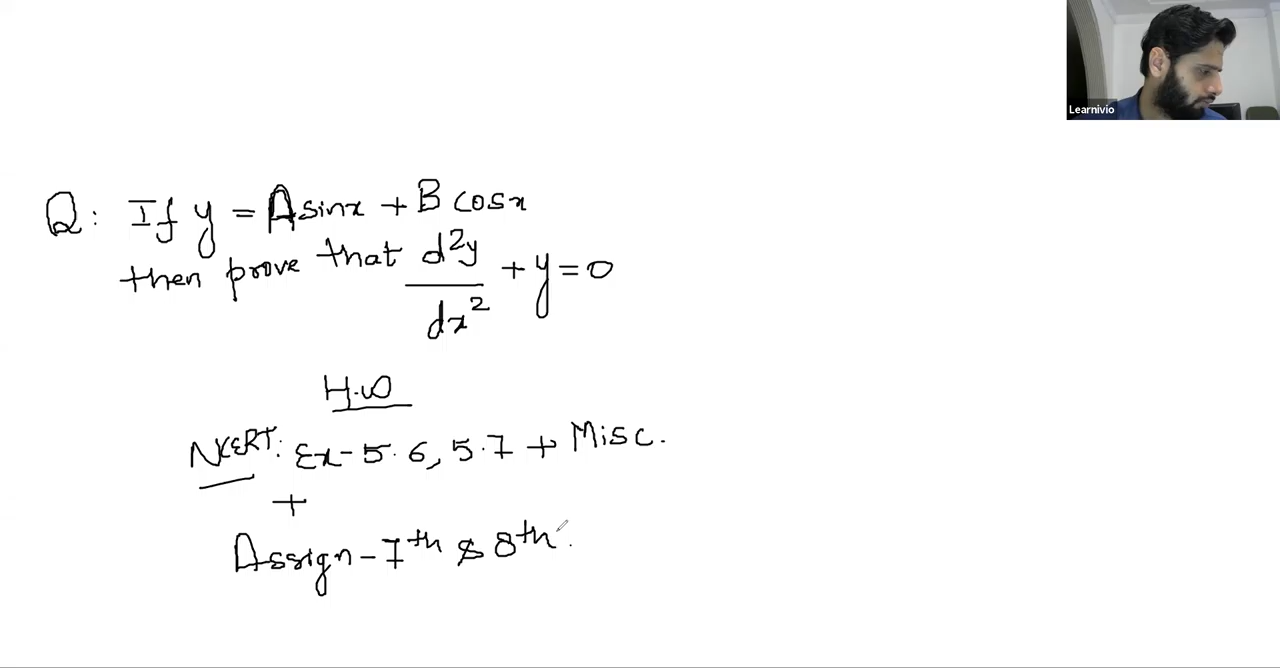 Learnivio
Q: If y = A sinx + B cosx
then prove that d²y/dx² + y = 0
H.W
NCERT: Ex- 5.6, 5.7 + Misc.
+
Assign - 7th & 8th.